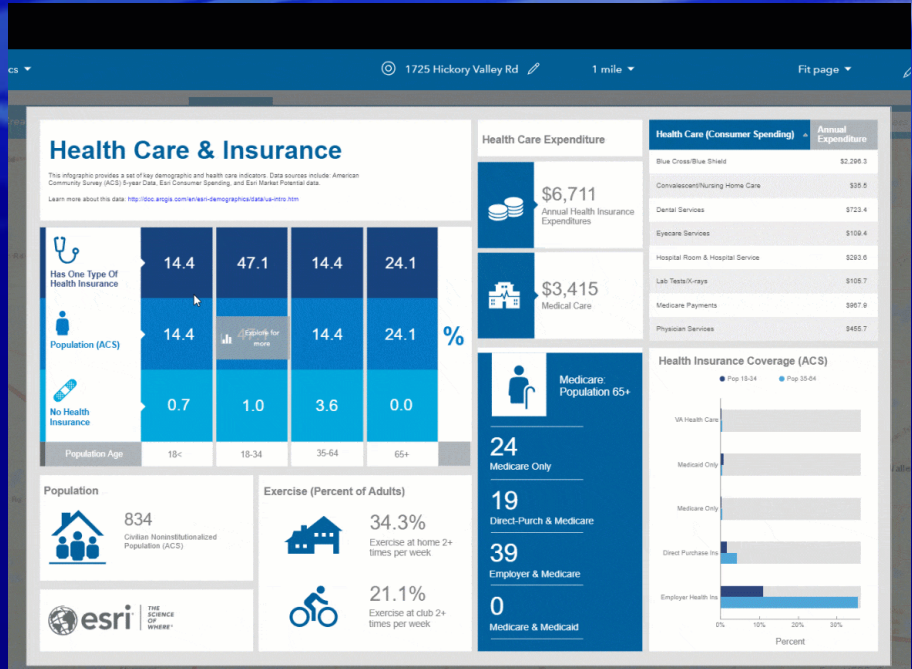 cs
1725 Hickory Valley Rd
1 mile
Fit page
Health Care & Insurance
This infographic provides a set of key demographic and health care indicators. Data sources include: American
Community Survey (ACS) 5-year Data, Esri Consumer Spending, and Esri Market Potential data.
Learn more about this data: http://doc.arcgis.com/en/esri-demographics/data/us-intro.htm
Has One Type Of
Health Insurance
14.4
47.1
14.4
24.1
Population (ACS)
14.4
Explore for
more
14.4
24.1
%
No Health
Insurance
0.7
1.0
3.6
0.0
Population Age
18<
18-34
35-64
65+
Population
834
Civilian Noninstitutionalized
Population (ACS)
esri
THE
SCIENCE
OF
WHERE®
Exercise (Percent of Adults)
34.3%
Exercise at home 2+
times per week
21.1%
Exercise at club 2+
times per week
Health Care Expenditure
$6,711
Annual Health Insurance
Expenditures
$3,415
Medical Care
Medicare:
Population 65+
24
Medicare Only
19
Direct-Purch & Medicare
39
Employer & Medicare
0
Medicare & Medicaid
Health Care (Consumer Spending)
Annual
Expenditure
Blue Cross/Blue Shield
$2,296.3
Convalescent/Nursing Home Care
$35.5
Dental Services
$723.4
Eyecare Services
$109.4
Hospital Room & Hospital Service
$293.6
Lab Tests/X-rays
$105.7
Medicare Payments
$967.9
Physician Services
$455.7
Health Insurance Coverage (ACS)
Pop 18-34
Pop 35-64
VA Health Care
Medicaid Only
Medicare Only
Direct Purchase Ins
Employer Health Ins
0%
10%
20%
30%
Percent